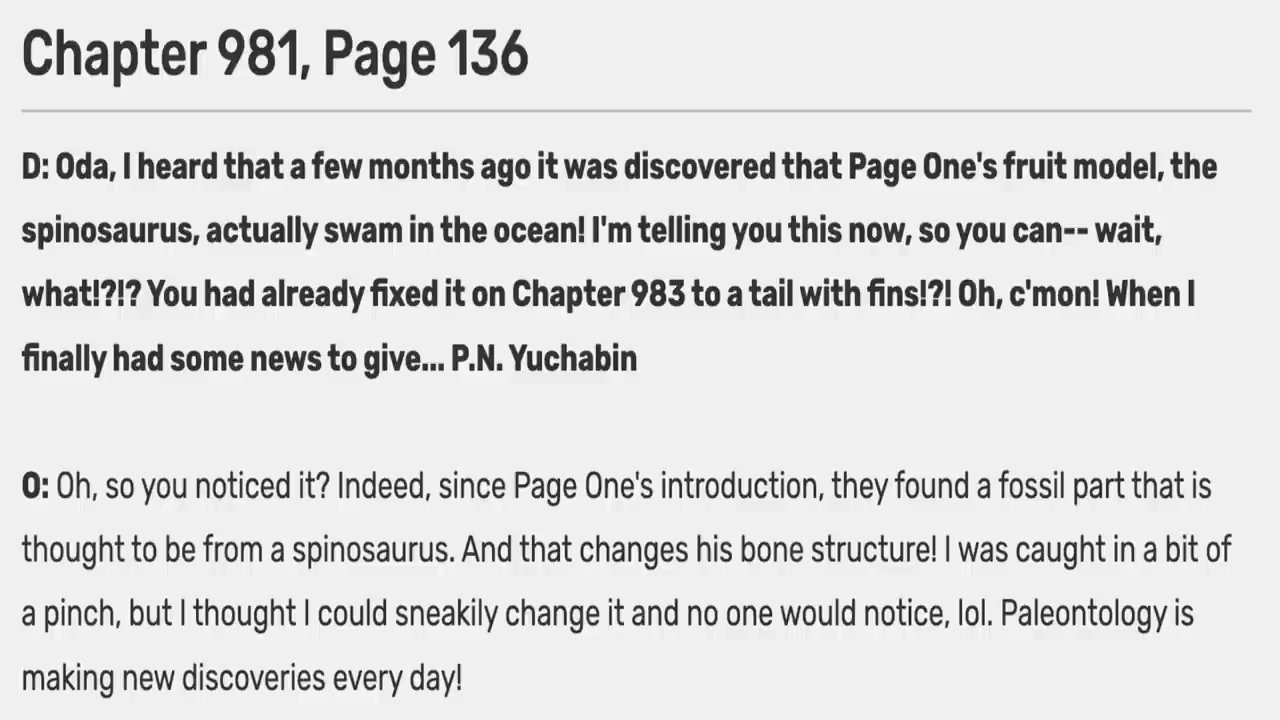 Chapter 981, Page 136
D: Oda, I heard that a few months ago it was discovered that Page One's fruit model, the
spinosaurus, actually swam in the ocean! I'm telling you this now, so you can-- wait,
what!?!? You had already fixed it on Chapter 983 to a tail with fins!?! Oh, c'mon! When I
finally had some news to give... P.N. Yuchabin
O: Oh, so you noticed it? Indeed, since Page One's introduction, they found a fossil part that is
thought to be from a spinosaurus. And that changes his bone structure! I was caught in a bit of
a pinch, but I thought I could sneakily change it and no one would notice, lol. Paleontology is
making new discoveries every day!